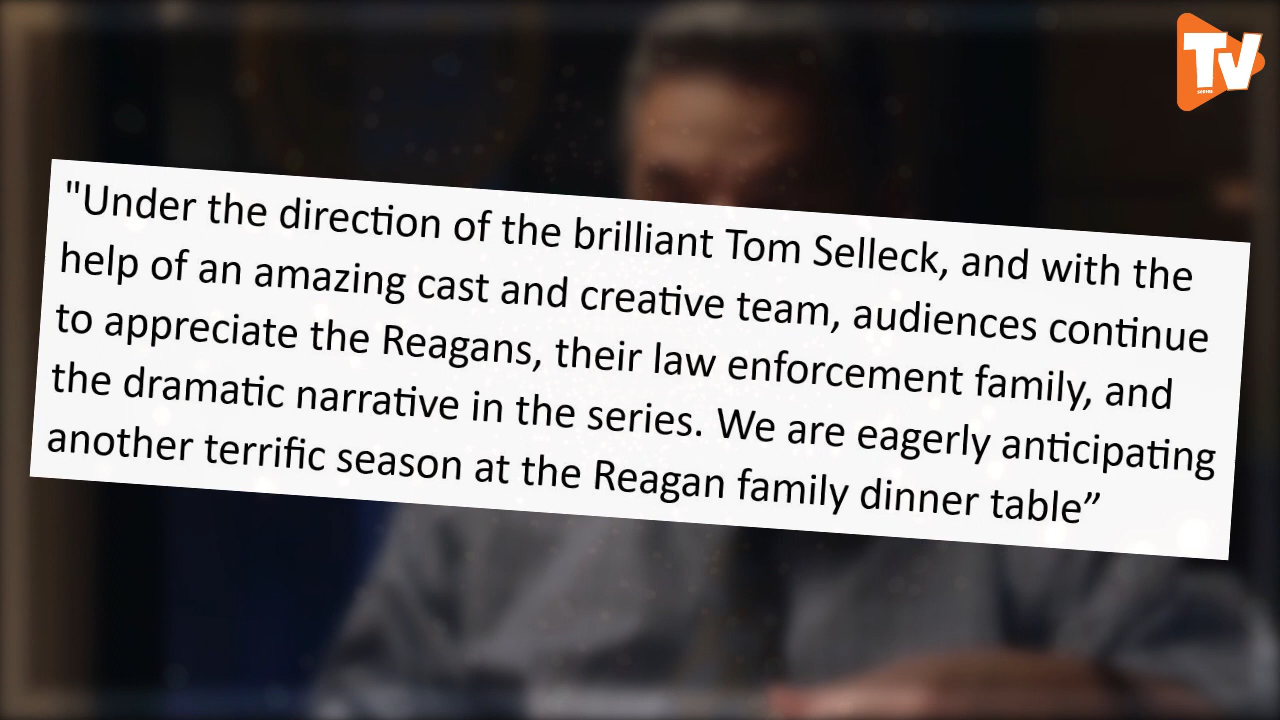 TV
"Under the direction of the brilliant Tom Selleck, and with the
help of an amazing cast and creative team, audiences continue
to appreciate the Reagans, their law enforcement family, and
the dramatic narrative in the series. We are eagerly anticipating
another terrific season at the Reagan family dinner table”